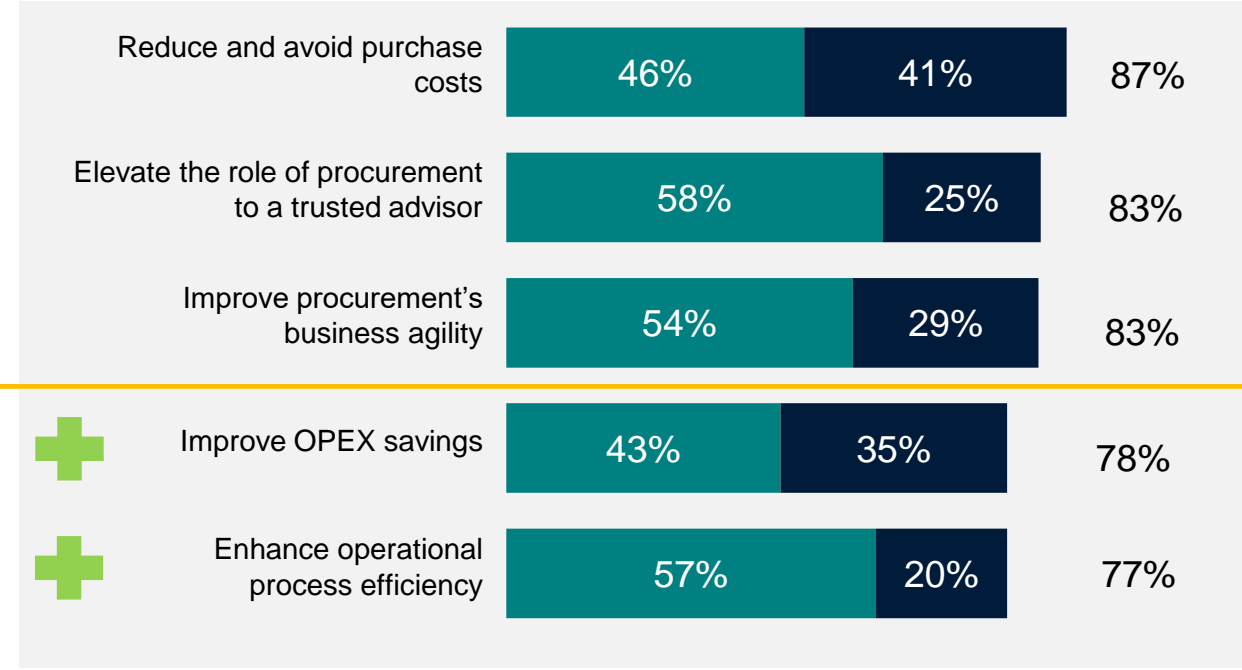 Reduce and avoid purchase
costs
46%
41%
87%
Elevate the role of procurement
to a trusted advisor
58%
25%
83%
Improve procurement’s
business agility
54%
29%
83%
Improve OPEX savings
43%
35%
78%
Enhance operational
process efficiency
57%
20%
77%